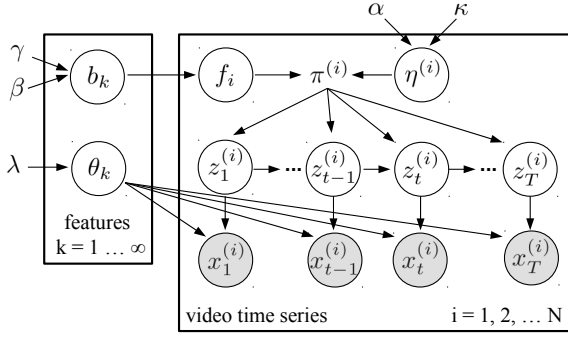 α κ
γ
β
b_k f_i π^{(i)} η^{(i)}
λ θ_k z_1^{(i)} ... z_{t-1}^{(i)} z_t^{(i)} ... z_T^{(i)}
features
k = 1 ... ∞
x_1^{(i)} x_{t-1}^{(i)} x_t^{(i)} x_T^{(i)}
video time series i = 1, 2, ... N